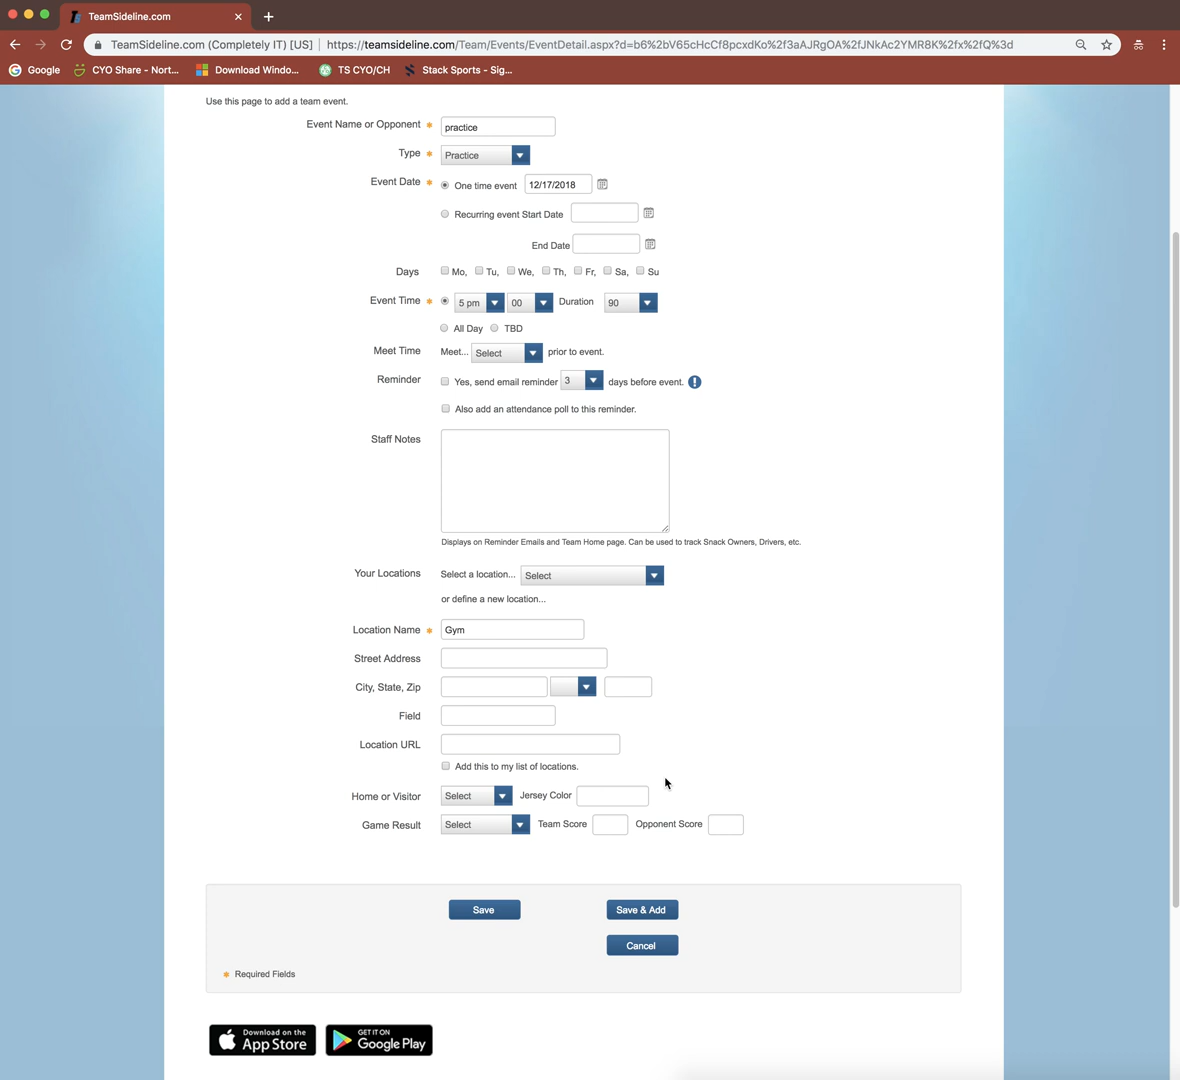 TeamSideline.com
TeamSideline.com (Completely IT) [US] | https://teamsideline.com/Team/Events/EventDetail.aspx?d=b6%2bV65cHcCf8pcxdKo%2f3aAJRgOA%2fJNkAc2YMR8K%2fx%2fQ%3d
Google CYO Share - Nort... Download Windo... TS CYO/CH Stack Sports - Sig...
Use this page to add a team event.
Event Name or Opponent * practice
Type * Practice
Event Date * One time event 12/17/2018
Recurring event Start Date
End Date
Days Mo, Tu, We, Th, Fr, Sa, Su
Event Time * 5 pm 00 Duration 90
All Day TBD
Meet Time Meet... Select prior to event.
Reminder Yes, send email reminder 3 days before event. !
Also add an attendance poll to this reminder.
Staff Notes
Displays on Reminder Emails and Team Home page. Can be used to track Snack Owners, Drivers, etc.
Your Locations Select a location... Select
or define a new location...
Location Name * Gym
Street Address
City, State, Zip
Field
Location URL
Add this to my list of locations.
Home or Visitor Select Jersey Color
Game Result Select Team Score Opponent Score
Save Save & Add
Cancel
* Required Fields
Download on the App Store GET IT ON Google Play